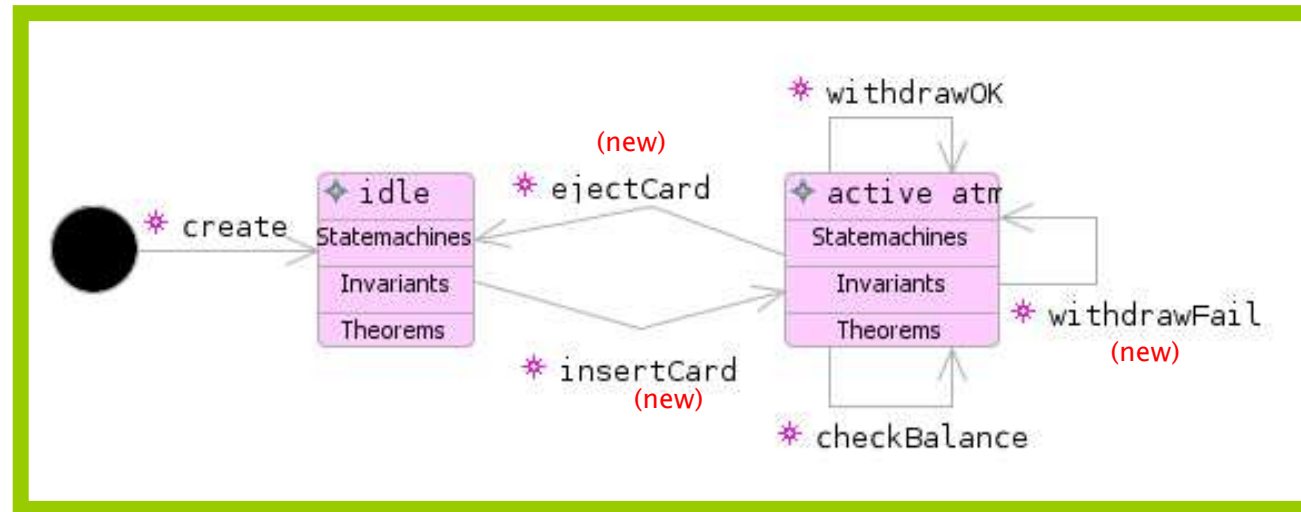 withdrawOK
(new)
idle
ejectCard
active atm
create
Statemachines
Statemachines
Invariants
Invariants
withdrawFail
Theorems
Theorems
(new)
insertCard
(new)
checkBalance